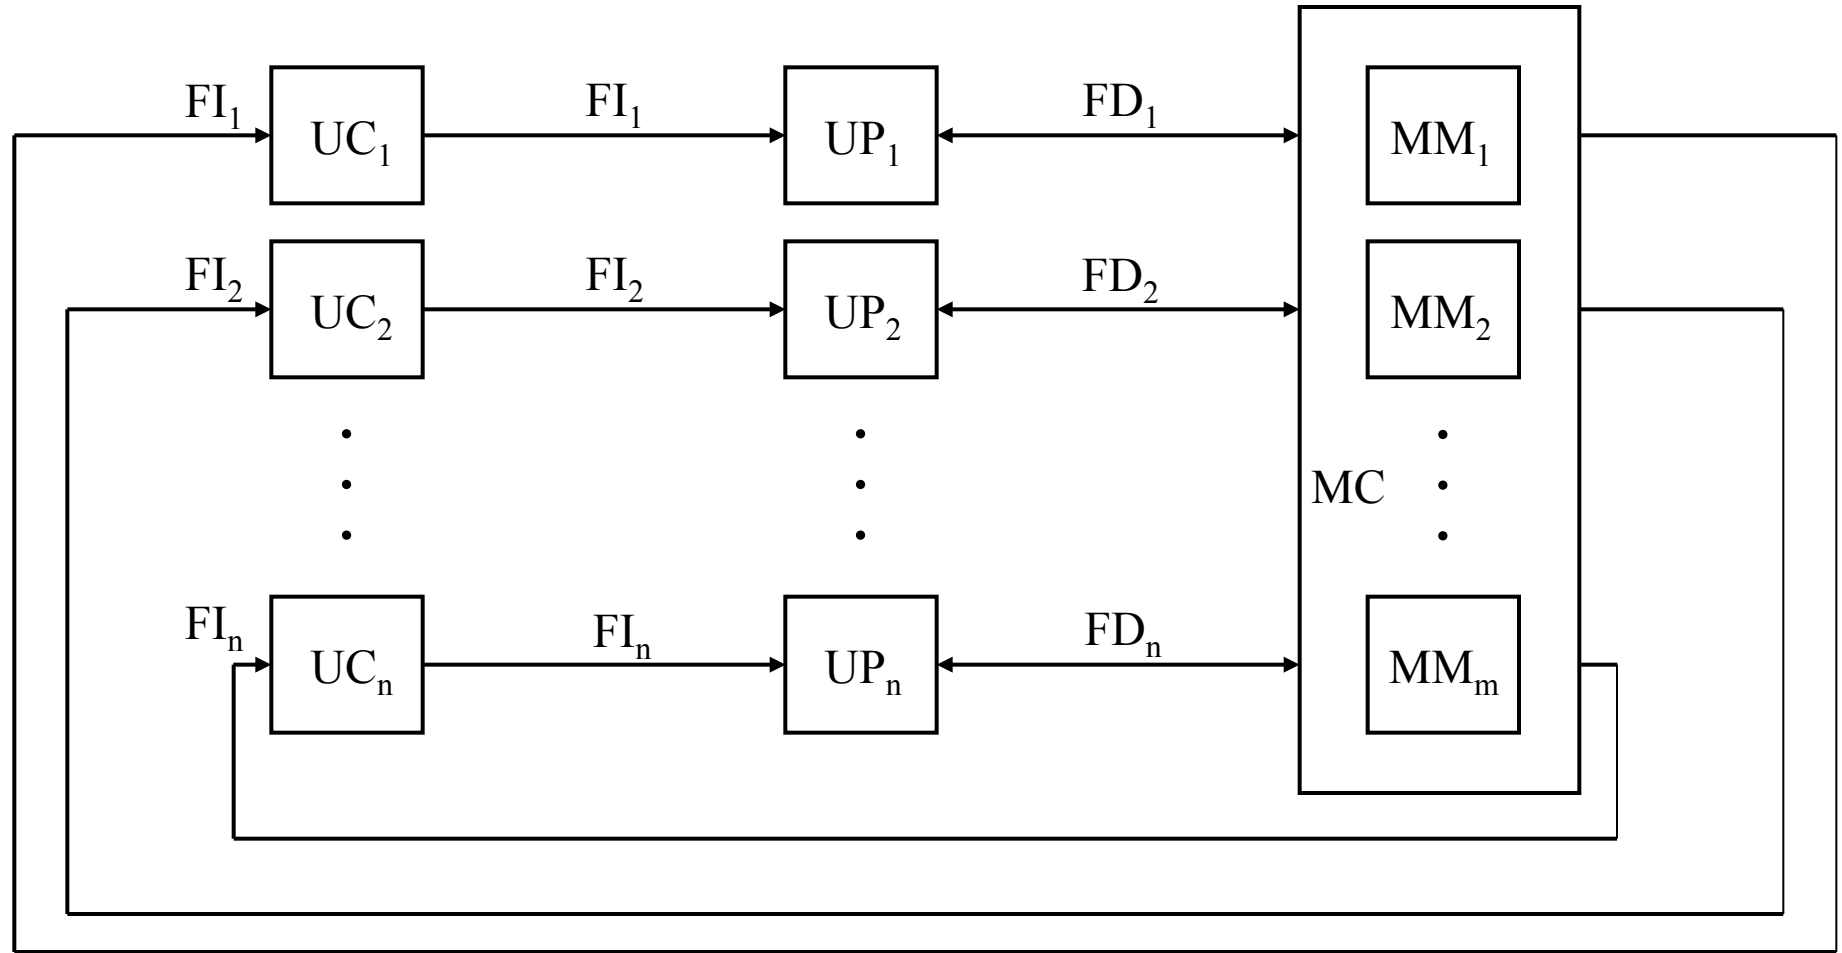 FI₁ FI₁ FD₁
UC₁ UP₁ MM₁
FI₂ FI₂ FD₂
UC₂ UP₂ MM₂
MC
FIₙ FIₙ FDₙ
UCₙ UPₙ MMₘ